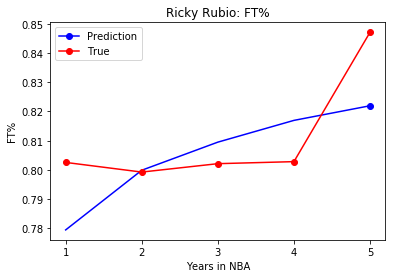 Ricky Rubio: FT%
Prediction
True
FT%
0.85
0.84
0.83
0.82
0.81
0.80
0.79
0.78
1 2 3 4 5
Years in NBA